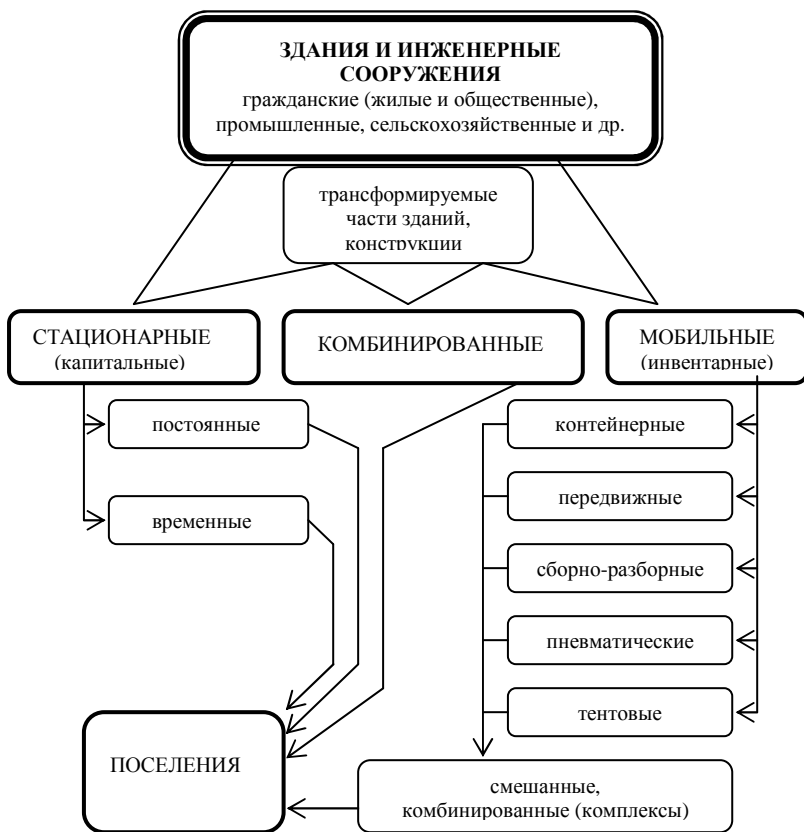 ЗДАНИЯ И ИНЖЕНЕРНЫЕ
СООРУЖЕНИЯ
гражданские (жилые и общественные),
промышленные, сельскохозяйственные и др.
трансформируемые
части зданий,
конструкции
СТАЦИОНАРНЫЕ
(капитальные)
КОМБИНИРОВАННЫЕ
МОБИЛЬНЫЕ
(инвентарные)
постоянные
временные
контейнерные
передвижные
сборно-разборные
пневматические
тентовые
ПОСЕЛЕНИЯ
смешанные,
комбинированные (комплексы)